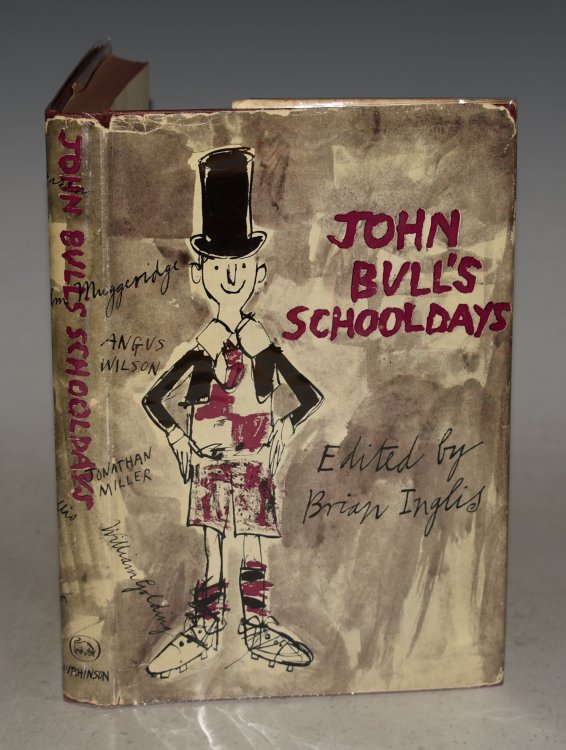 JOHN
BULL'S
SCHOOLDAYS
Edited by
Brian Inglis
Muggeridge
ANGUS
WILSON
JONATHAN
MILLER
William Golding
JOHN BULL'S SCHOOLDAYS
HUTCHINSON